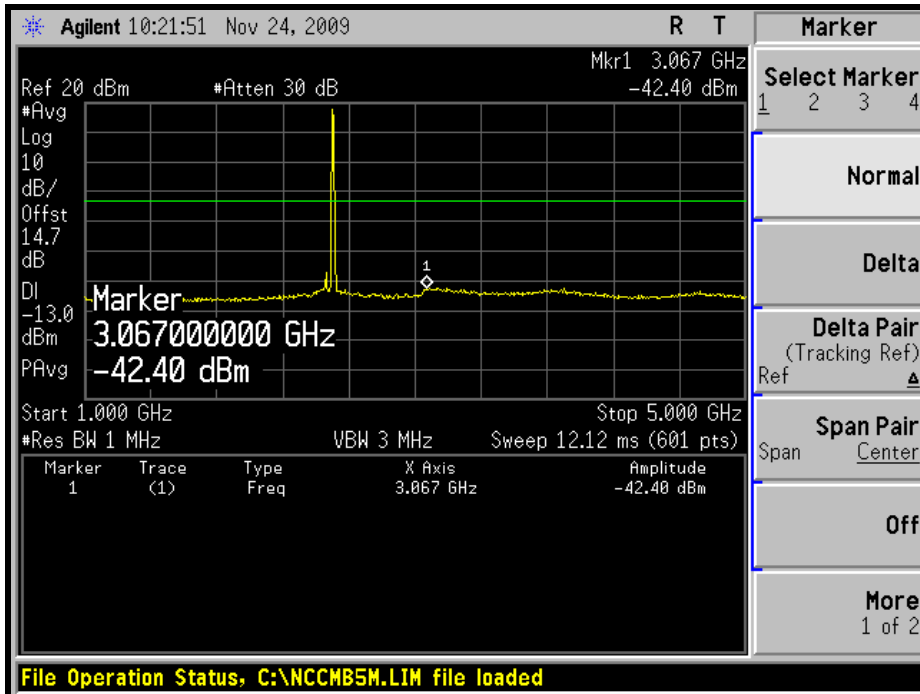 Agilent 10:21:51 Nov 24, 2009 R T
Mkr1 3.067 GHz
Ref 20 dBm #Atten 30 dB -42.40 dBm
#Avg
Log
10
dB/
Offst
14.7
dB
DI
-13.0
dBm
PAvg
1
Marker
3.067000000 GHz
-42.40 dBm
Start 1.000 GHz Stop 5.000 GHz
#Res BW 1 MHz VBW 3 MHz Sweep 12.12 ms (601 pts)
Marker Trace Type X Axis Amplitude
1 (1) Freq 3.067 GHz -42.40 dBm
Marker
Select Marker
1 2 3 4
Normal
Delta
Delta Pair
(Tracking Ref)
Ref Δ
Span Pair
Span Center
Off
More
1 of 2
File Operation Status, C:\NCCMB5M.LIM file loaded